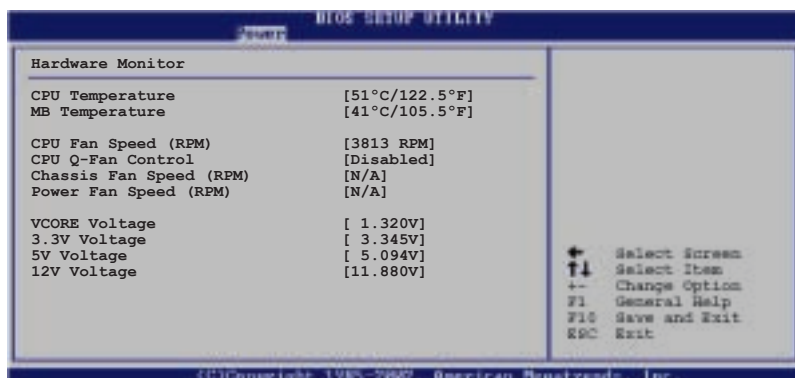 BIOS SETUP UTILITY
Power
Hardware Monitor
CPU Temperature [51°C/122.5°F]
MB Temperature [41°C/105.5°F]
CPU Fan Speed (RPM) [3813 RPM]
CPU Q-Fan Control [Disabled]
Chassis Fan Speed (RPM) [N/A]
Power Fan Speed (RPM) [N/A]
VCORE Voltage [ 1.320V]
3.3V Voltage [ 3.345V]
5V Voltage [ 5.094V]
12V Voltage [11.880V]
Select Screen
Select Item
+- Change Option
F1 General Help
F10 Save and Exit
ESC Exit
(C)Copyright 1985-2002, American Megatrends, Inc.